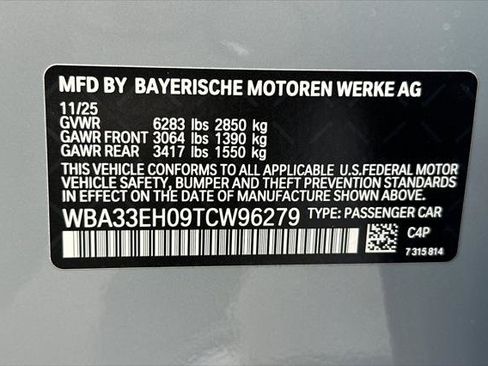 MFD BY BAYERISCHE MOTOREN WERKE AG
11/25
GVWR 6283 lbs 2850 kg
GAWR FRONT 3064 lbs 1390 kg
GAWR REAR 3417 lbs 1550 kg
THIS VEHICLE CONFORMS TO ALL APPLICABLE U.S.FEDERAL MOTOR
VEHICLE SAFETY, BUMPER AND THEFT PREVENTION STANDARDS IN
EFFECT ON THE DATE OF MANUFACTURE SHOWN ABOVE.
WBA33EH09TCW96279 TYPE: PASSENGER CAR
C4P
7 315 814